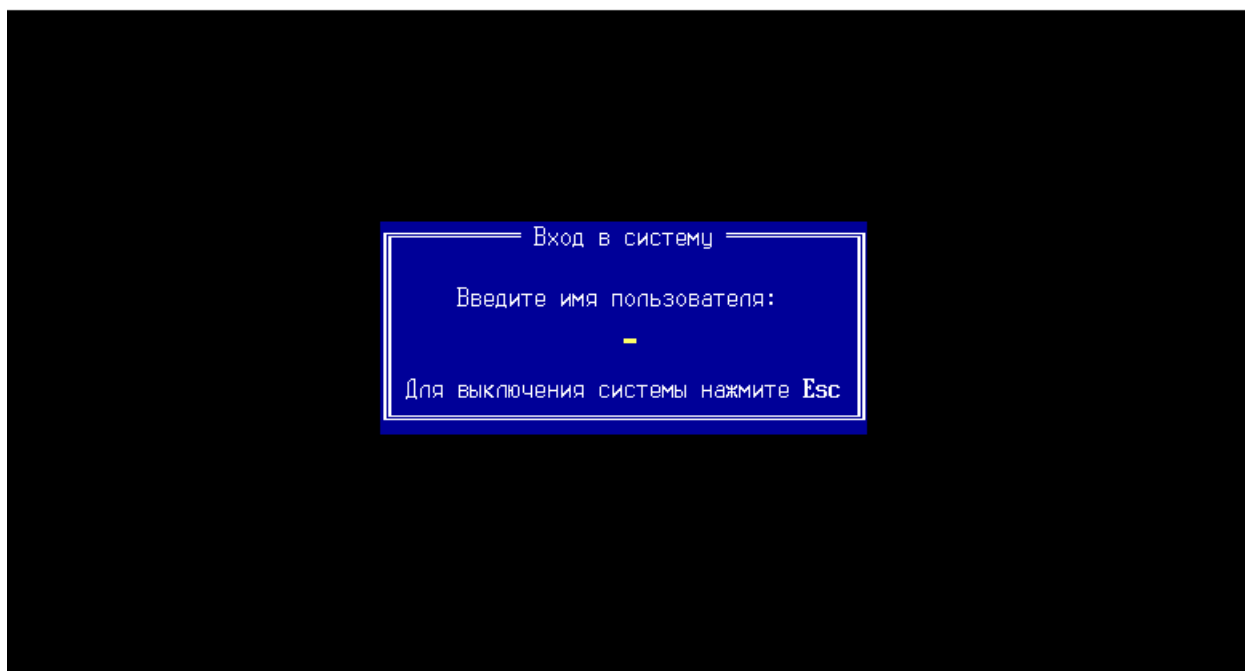 Вход в систему
Введите имя пользователя:
Для выключения системы нажмите Esc